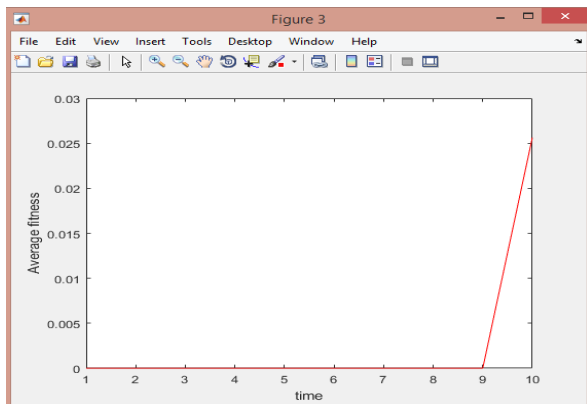 Figure 3
File Edit View Insert Tools Desktop Window Help
0.03
0.025
0.02
0.015
0.01
0.005
0
Average fitness
1 2 3 4 5 6 7 8 9 10
time